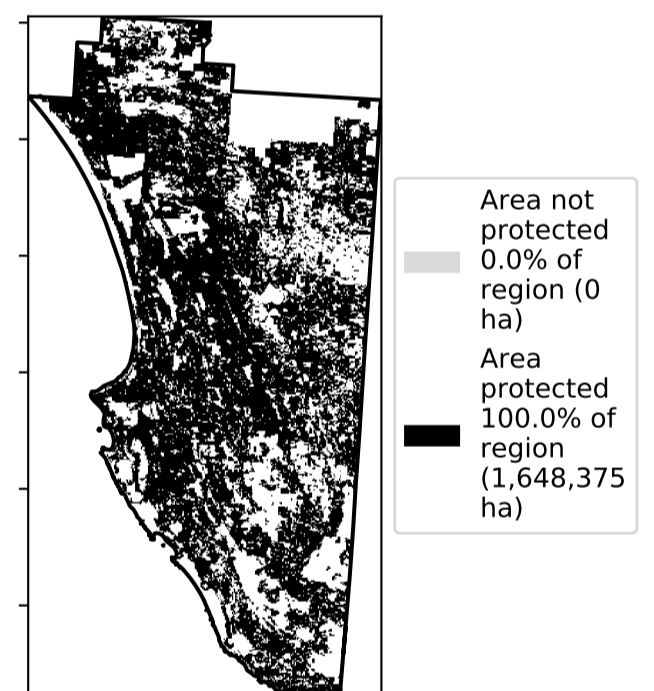 Area not
protected
0.0% of
region (0
ha)
Area
protected
100.0% of
region
(1,648,375
ha)